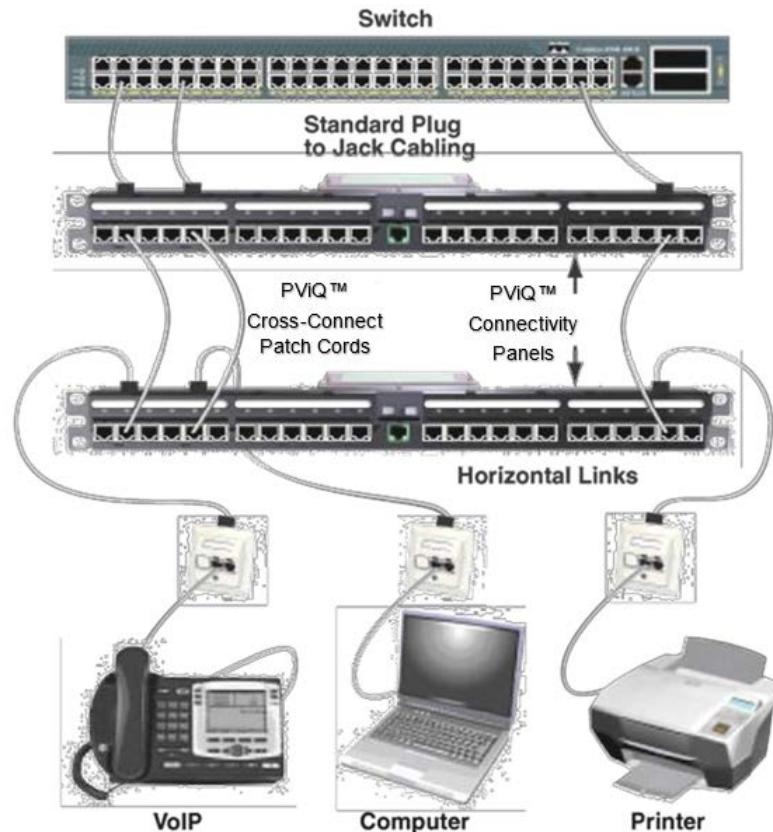 Switch
Standard Plug
to Jack Cabling
PViQ™
Cross-Connect
Patch Cords
PViQ™
Connectivity
Panels
Horizontal Links
VoIP
Computer
Printer